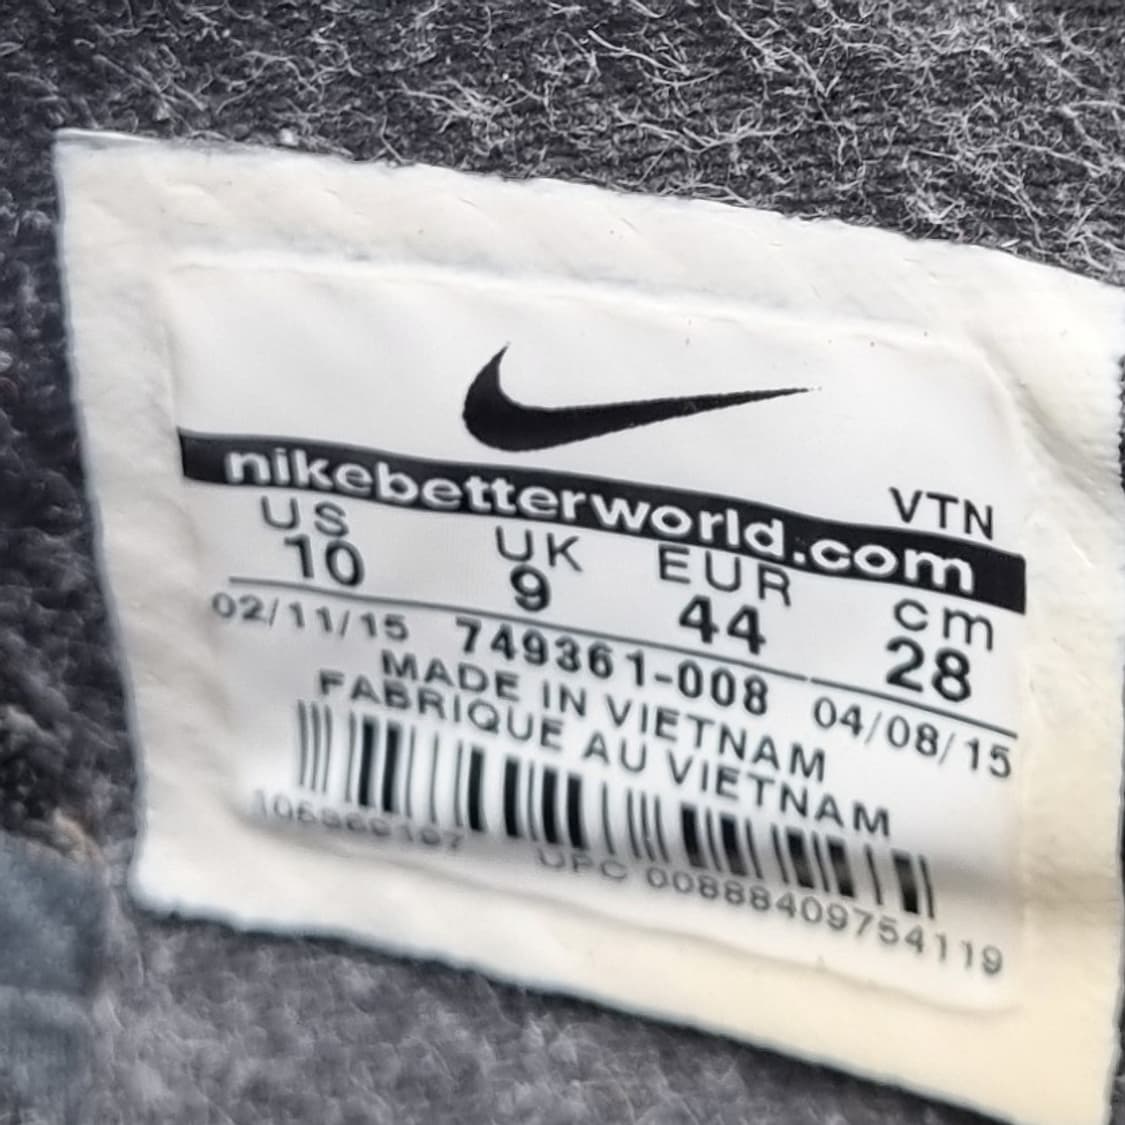 VTN
nikebetterworld.com
US UK EUR cm
10 9 44 28
02/11/15 749361-008 04/08/15
MADE IN VIETNAM
FABRIQUE AU VIETNAM
UPC 00888409754119